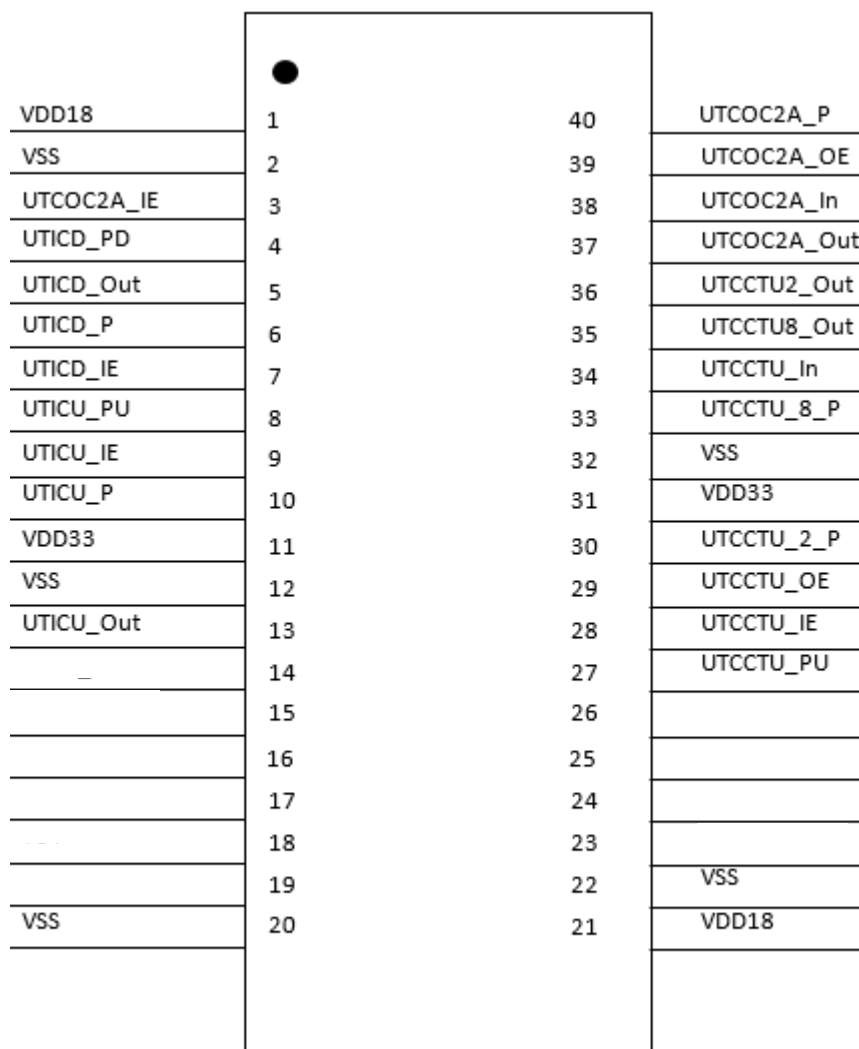 VDD18 1 40 UTCOC2A_P
VSS 2 39 UTCOC2A_OE
UTCOC2A_IE 3 38 UTCOC2A_In
UTICD_PD 4 37 UTCOC2A_Out
UTICD_Out 5 36 UTCCTU2_Out
UTICD_P 6 35 UTCCTU8_Out
UTICD_IE 7 34 UTCCTU_In
UTICU_PU 8 33 UTCCTU_8_P
UTICU_IE 9 32 VSS
UTICU_P 10 31 VDD33
VDD33 11 30 UTCCTU_2_P
VSS 12 29 UTCCTU_OE
UTICU_Out 13 28 UTCCTU_IE
14 27 UTCCTU_PU
15 26
16 25
17 24
18 23
19 22 VSS
VSS 20 21 VDD18